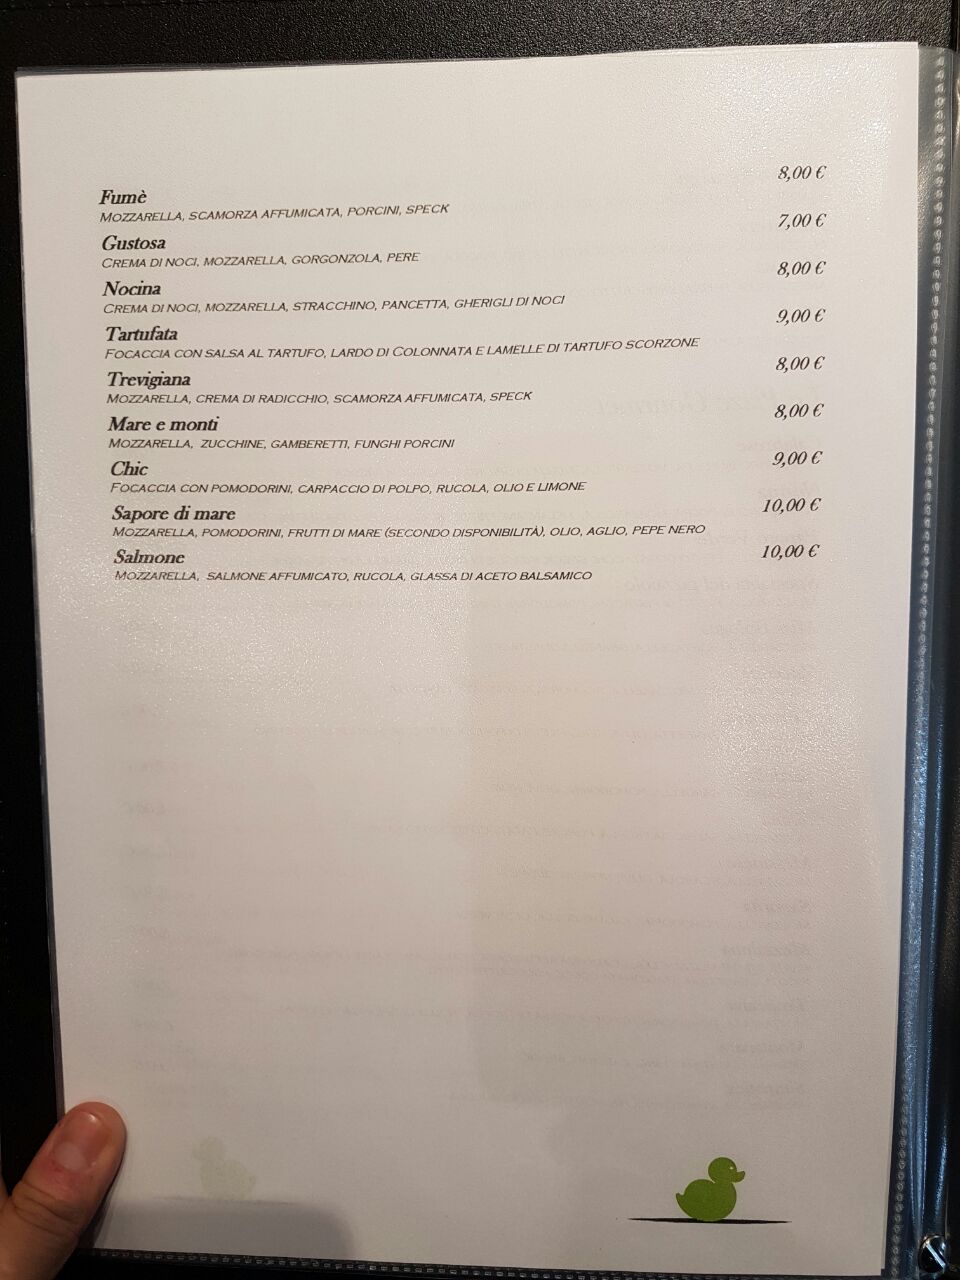 8,00 €
Fumè
Mozzarella, scamorza affumicata, porcini, speck
7,00 €
Gustosa
Crema di noci, mozzarella, gorgonzola, pere
8,00 €
Nocina
Crema di noci, mozzarella, stracchino, pancetta, gherigli di noci
9,00 €
Tartufata
Focaccia con salsa al tartufo, lardo di Colonnata e lamelle di tartufo scorzone
8,00 €
Trevigiana
Mozzarella, crema di radicchio, scamorza affumicata, speck
8,00 €
Mare e monti
Mozzarella, zucchine, gamberetti, funghi porcini
9,00 €
Chic
Focaccia con pomodorini, carpaccio di polpo, rucola, olio e limone
10,00 €
Sapore di mare
Mozzarella, pomodorini, frutti di mare (secondo disponibilità), olio, aglio, pepe nero
10,00 €
Salmone
Mozzarella, salmone affumicato, rucola, glassa di aceto balsamico